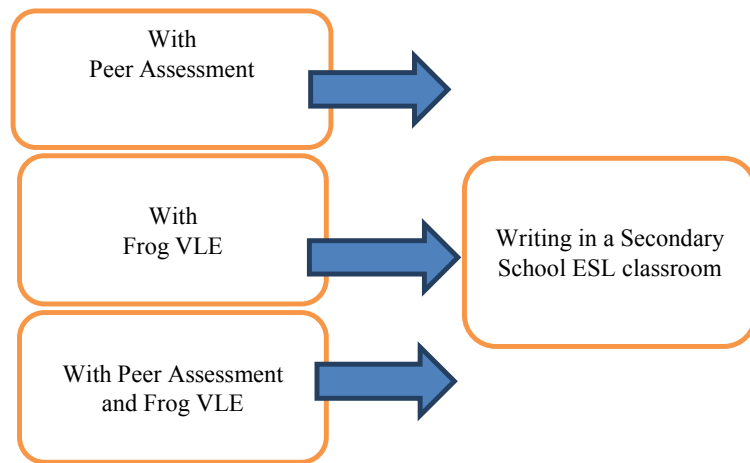 With
Peer Assessment
With
Frog VLE
Writing in a Secondary
School ESL classroom
With Peer Assessment
and Frog VLE